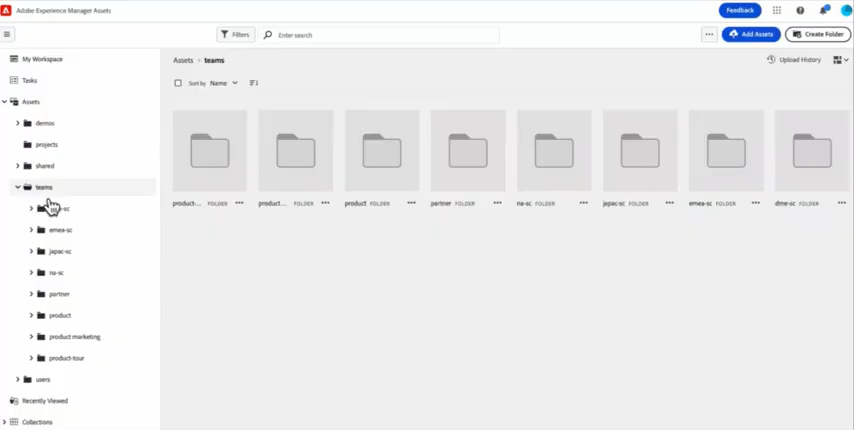 Adobe Experience Manager Assets
Feedback
Filters
Enter search
Add Assets
Create Folder
My Workspace
Tasks
Assets
demos
projects
shared
teams
-sc
emea-sc
japac-sc
na-sc
partner
product
product marketing
product-tour
users
Recently Viewed
Collections
Assets > teams
Upload History
Sort by Name
product-... FOLDER
product ... FOLDER
product FOLDER
partner FOLDER
na-sc FOLDER
japac-sc FOLDER
emea-sc FOLDER
dme-sc FOLDER